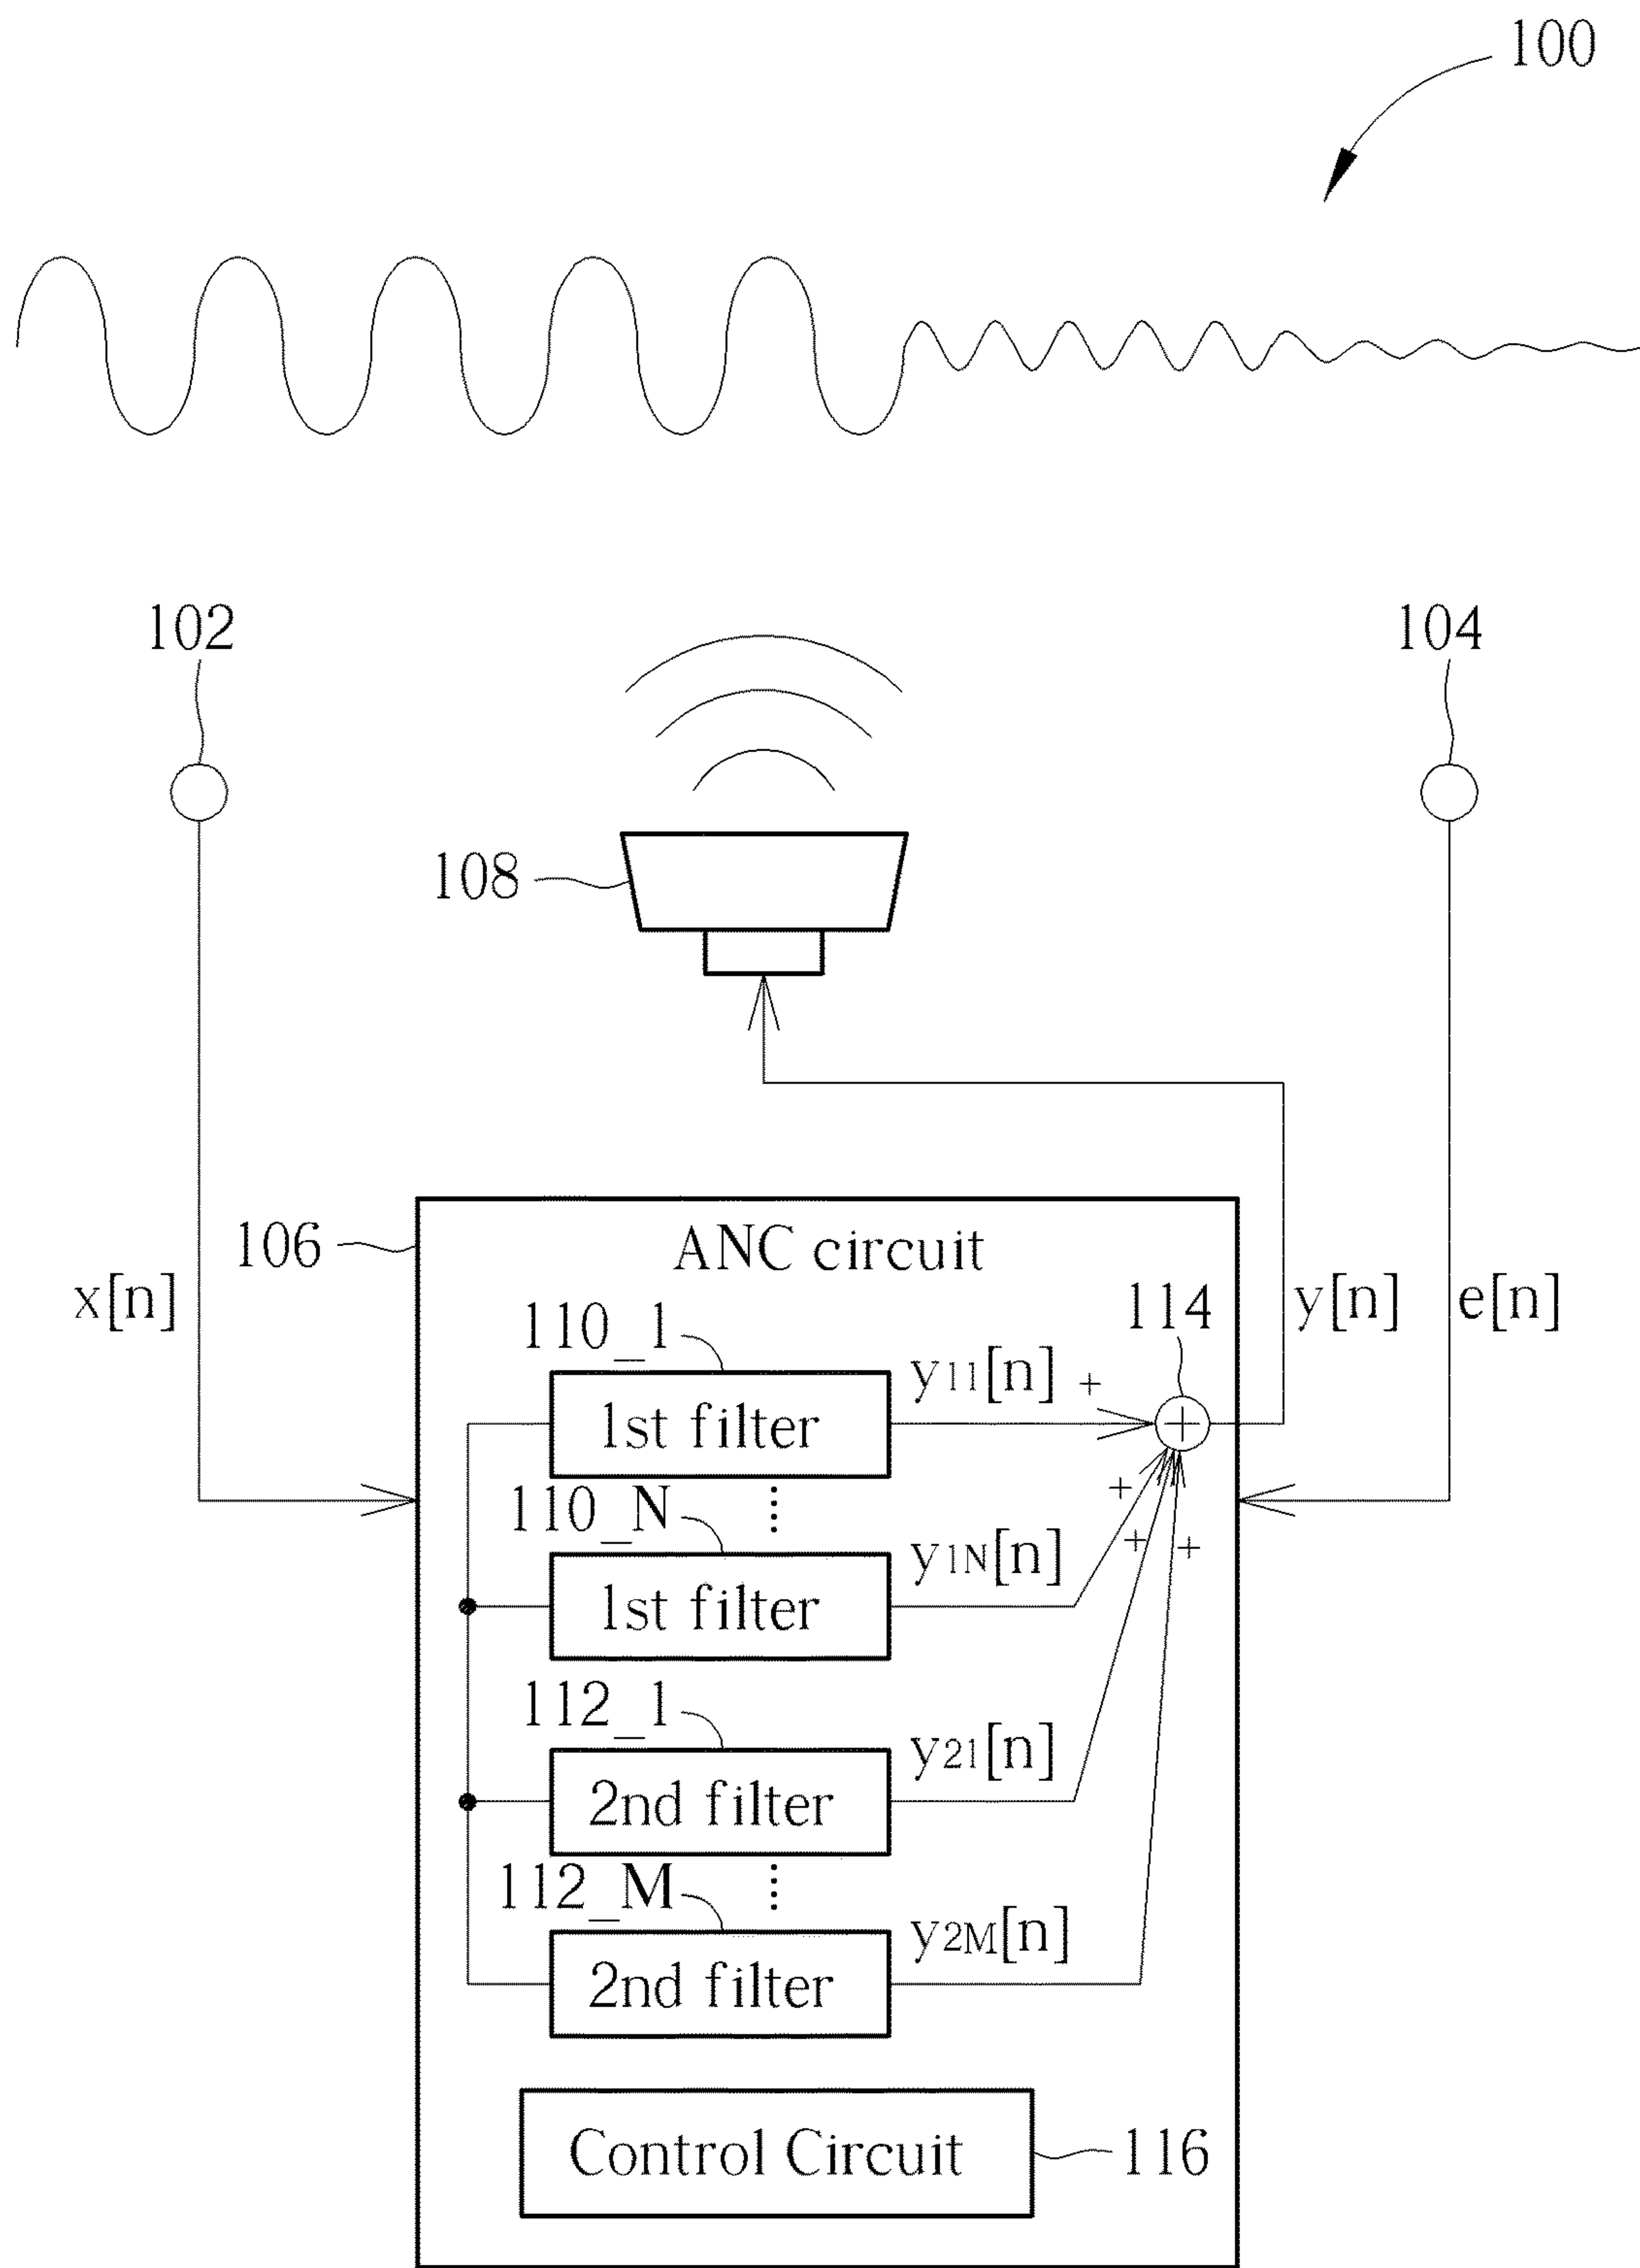 100
102
104
108
106
ANC circuit
x[n]
114
y[n]
e[n]
110_1
y11[n]
+
1st filter
+
110_N
+
y1N[n]
+
+
1st filter
112_1
y21[n]
2nd filter
112_M
y2M[n]
2nd filter
Control Circuit
116